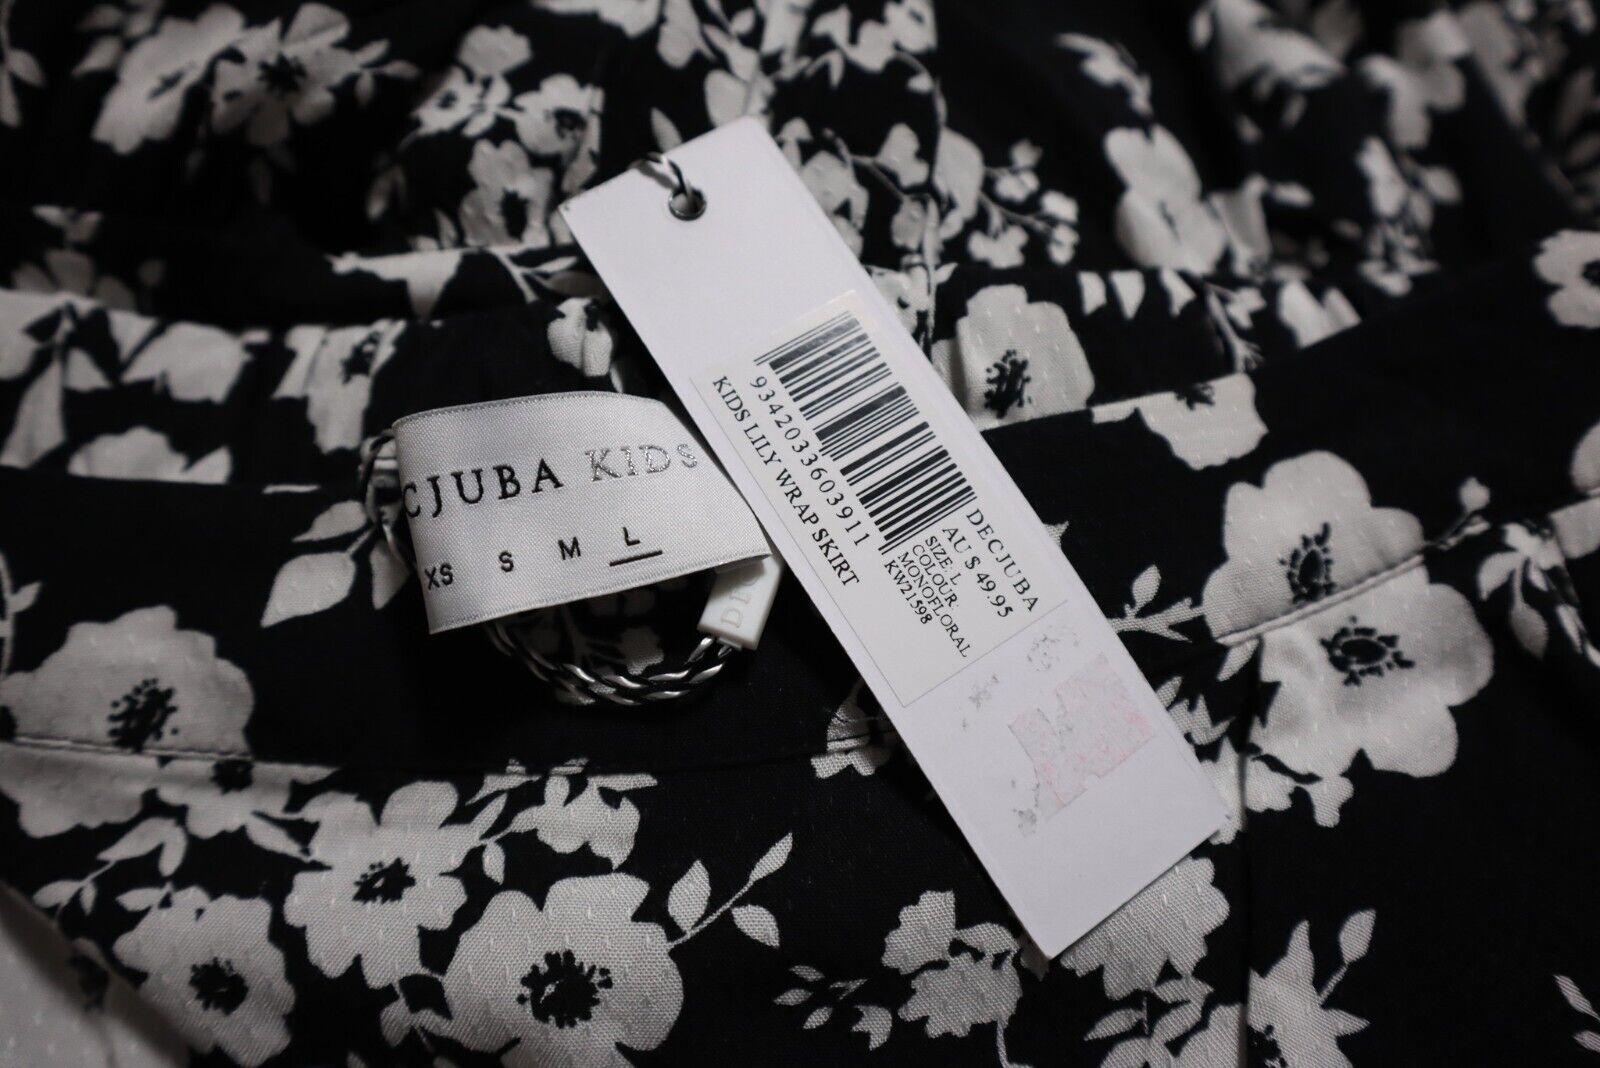 CJUBA KIDS
XS S M L
9342033603911
KIDS LILY WRAP SKIRT
DECJUBA
AU $ 49.95
SIZE: L
COLOUR:
MONOFLORAL
KW21598